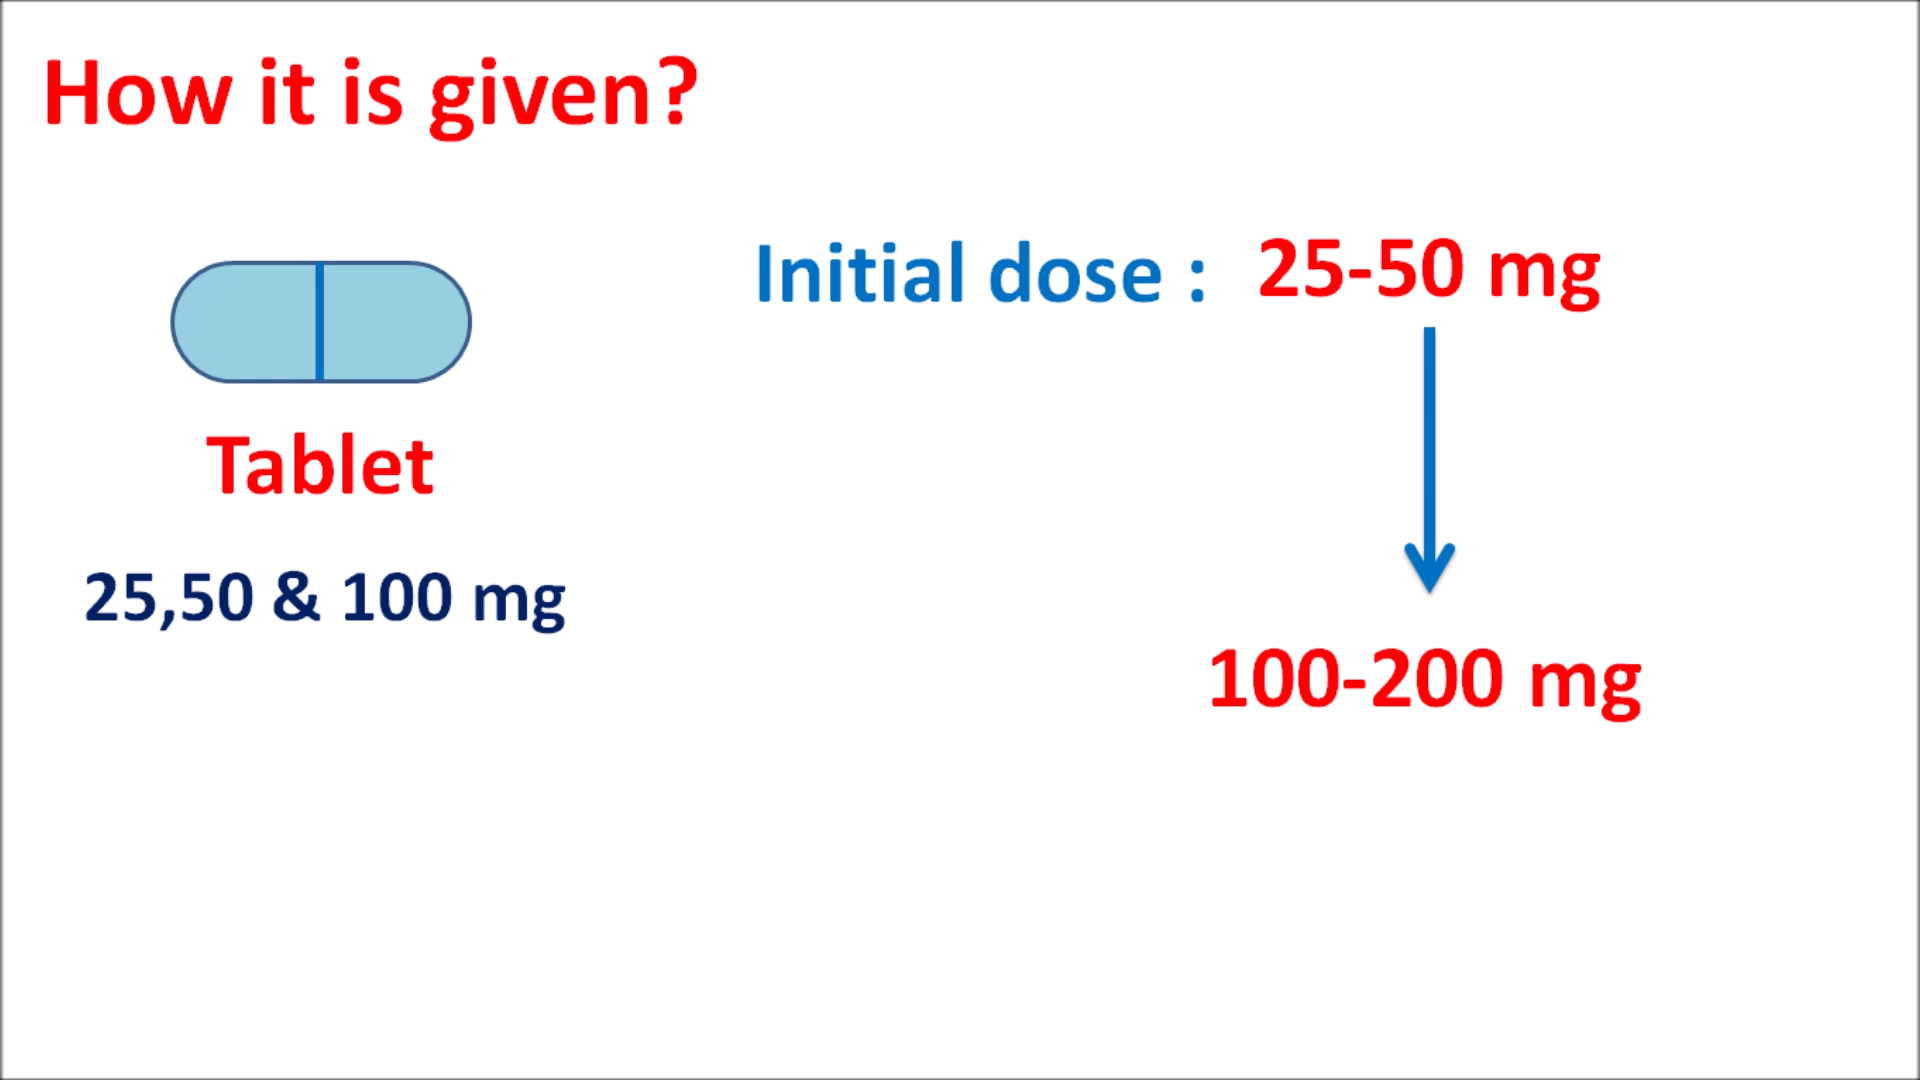 How it is given?
Initial dose : 25-50 mg
Tablet
25,50 & 100 mg
100-200 mg